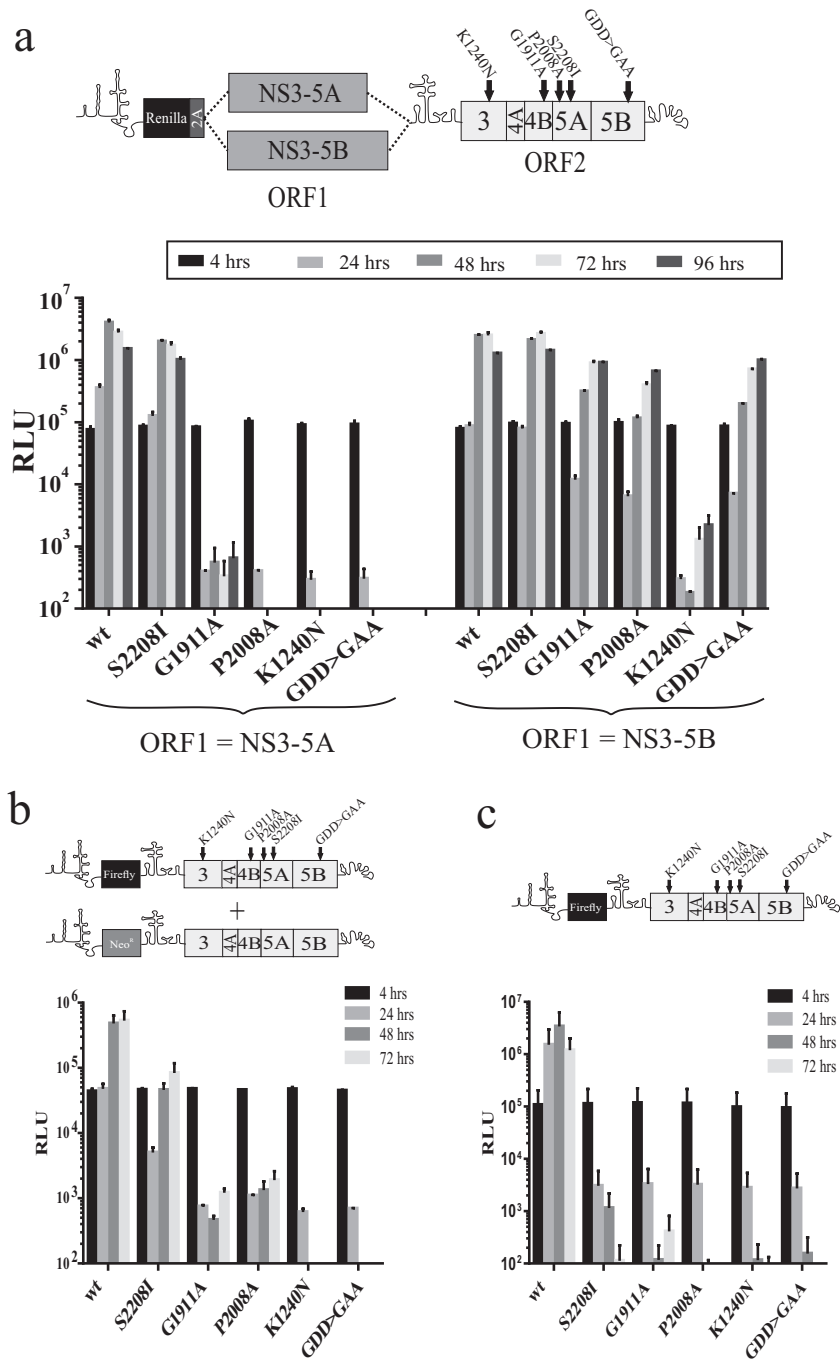 a
K1240N
G1911A
P2008A
S2208I
GDD>GAA
Renilla
2A
NS3-5A
NS3-5B
ORF1
3
4A
4B
5A
5B
ORF2
4 hrs
24 hrs
48 hrs
72 hrs
96 hrs
RLU
10^7
10^6
10^5
10^4
10^3
10^2
wt
S2208I
G1911A
P2008A
K1240N
GDD>GAA
wt
S2208I
G1911A
P2008A
K1240N
GDD>GAA
ORF1 = NS3-5A
ORF1 = NS3-5B
b
K1240N
G1911A
P2008A
S2208I
GDD>GAA
Firefly
3
4A
4B
5A
5B
+
Neo^R
3
4A
4B
5A
5B
4 hrs
24 hrs
48 hrs
72 hrs
RLU
10^6
10^5
10^4
10^3
10^2
wt
S2208I
G1911A
P2008A
K1240N
GDD>GAA
c
K1240N
G1911A
P2008A
S2208I
GDD>GAA
Firefly
3
4A
4B
5A
5B
4 hrs
24 hrs
48 hrs
72 hrs
RLU
10^7
10^6
10^5
10^4
10^3
10^2
wt
S2208I
G1911A
P2008A
K1240N
GDD>GAA